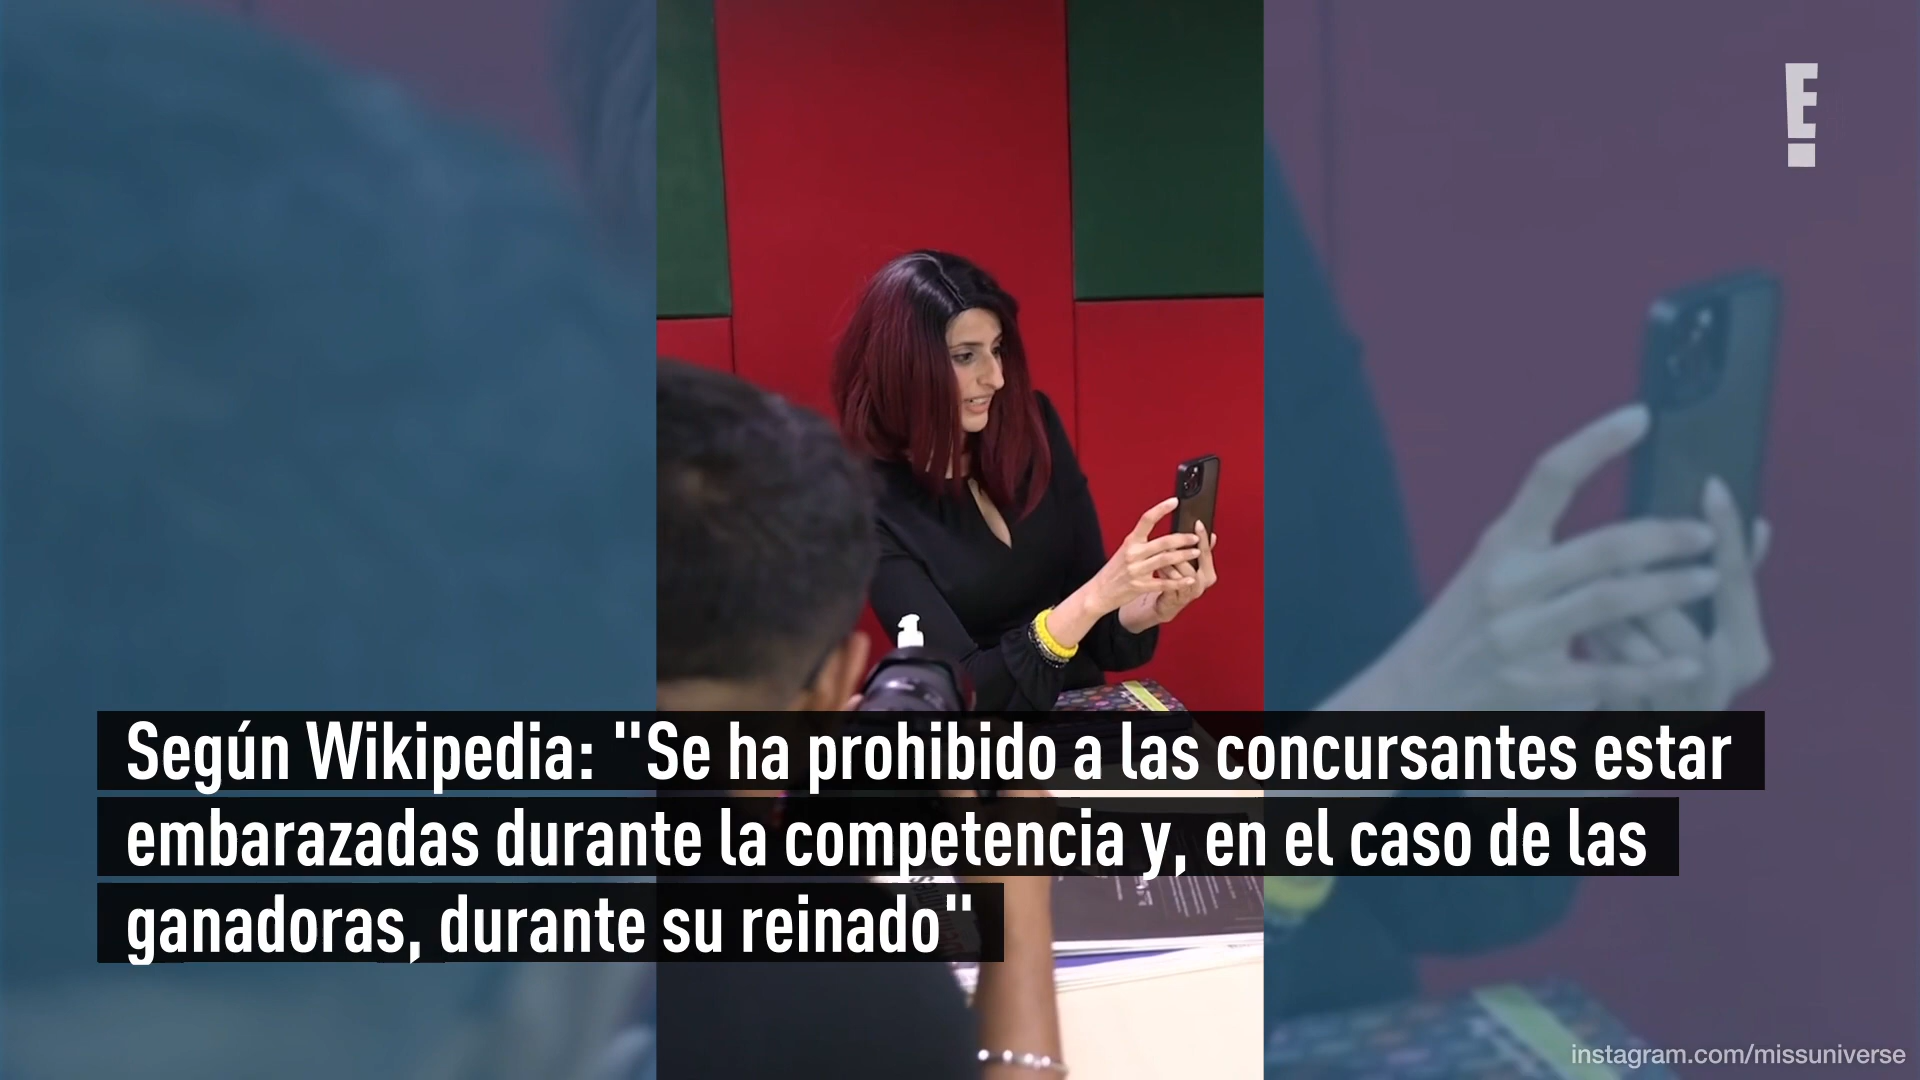 E!
Según Wikipedia: "Se ha prohibido a las concursantes estar
embarazadas durante la competencia y, en el caso de las
ganadoras, durante su reinado"
instagram.com/missuniverse